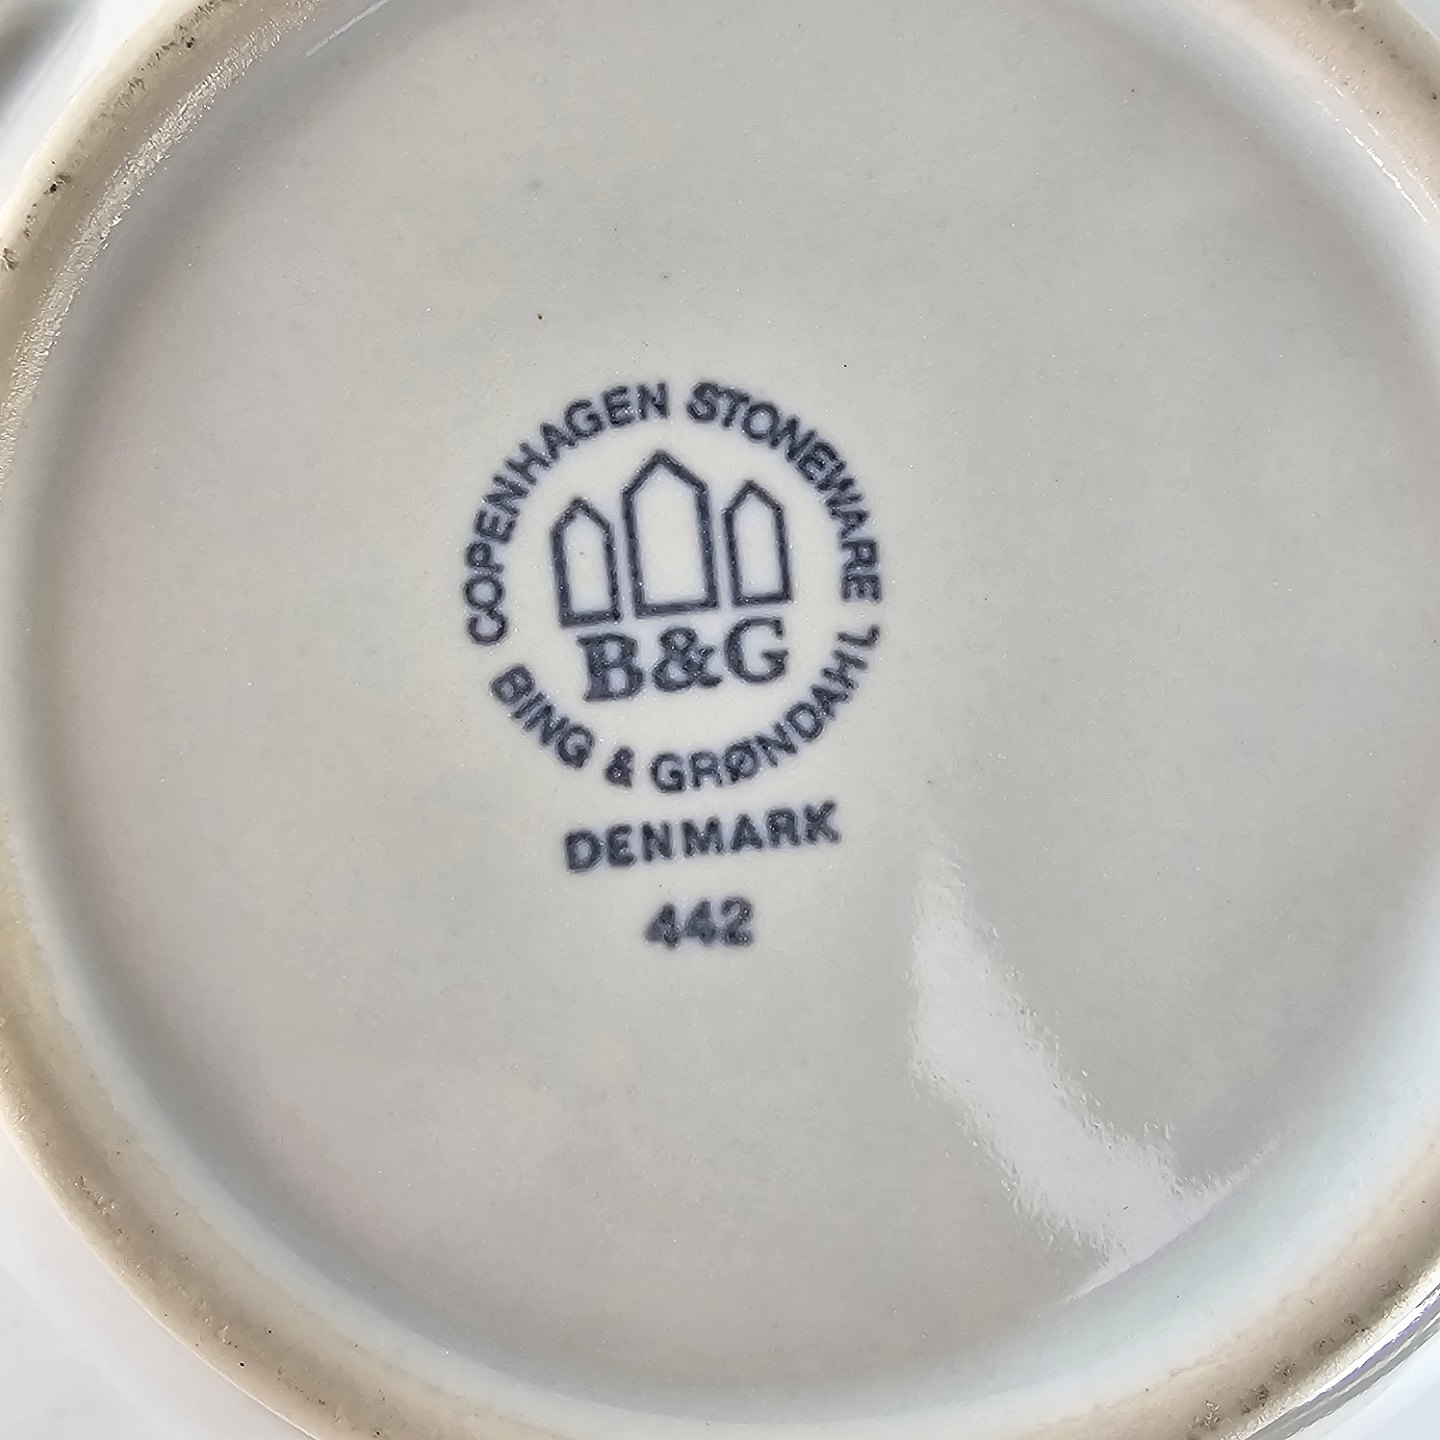 COPENHAGEN STONEWARE
B&G
BING & GRØNDAHL
DENMARK
442